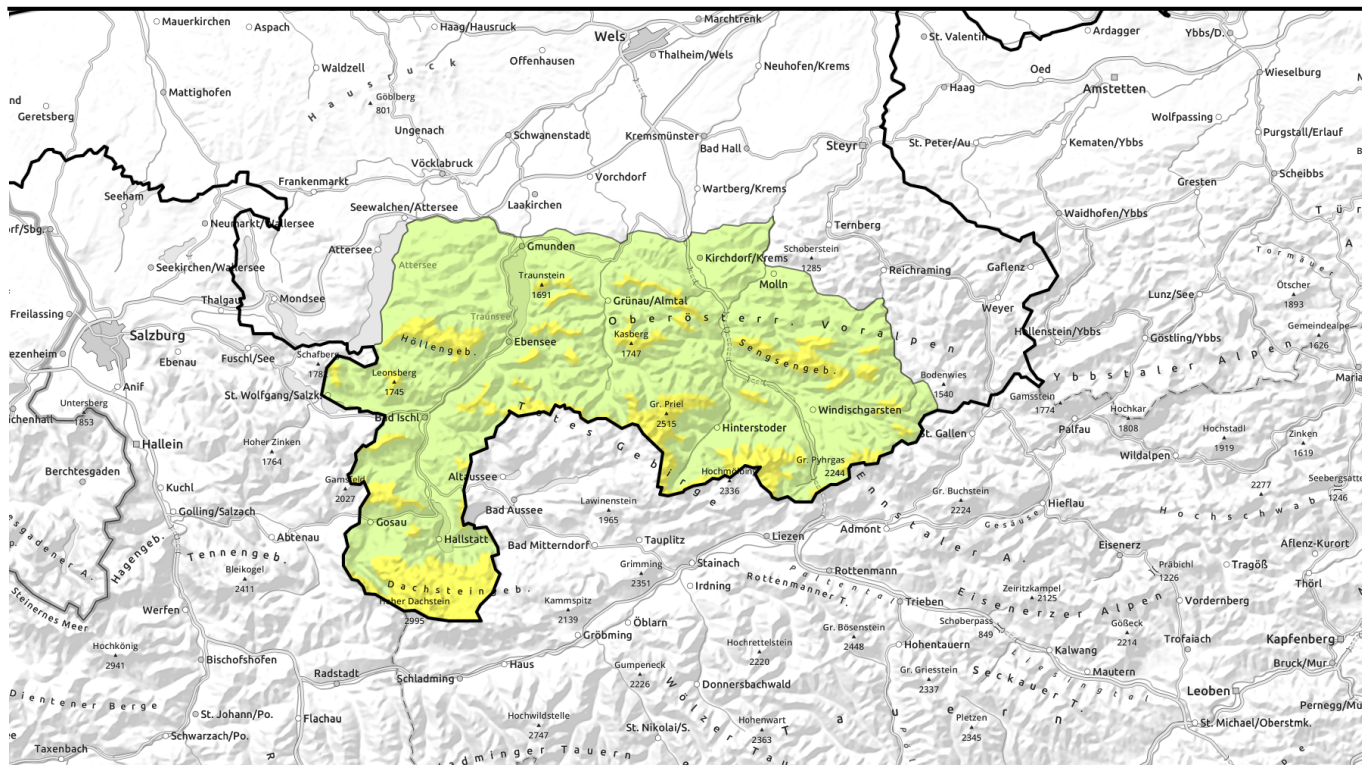 Mauerkirchen
Aspach
Haag/Hausruck
Marchtrenk
St. Valentin
Ardagger
Ybbs/D.
Wels
Thalheim/Wels
Offenhausen
Waldzell
Hausruck
Neuhofen/Krems
Oed
Wieselburg
Mattighofen
Göblberg
801
Haag
Amstetten
Geretsberg
Ungenach
Schwanenstadt
Kremsmünster
Bad Hall
Steyr
St. Peter/Au
Kematen/Ybbs
Wolfpassing
Purgstall/Erlauf
Vöcklabruck
Vorchdorf
Wartberg/Krems
Scheibbs
Frankenmarkt
Gresten
Seeham
Laakirchen
Seewalchen/Attersee
Waidhofen/Ybbs
Neumarkt/Wallersee
Ternberg
Attersee
Gmunden
Kirchdorf/Krems
Schoberstein
1285
Seekirchen/Wallersee
Attersee
Traunstein
1691
Molln
Reichraming
Gaflenz
Tormäuer
Ötscher
1893
Thalgau
Mondsee
Traunsee
Grünau/Almtal
Weyer
Lunz/See
Freilassing
Salzburg
Oberösterr. Voralpen
Kasberg
1747
Höllengeb.
Ebensee
Hollenstein/Ybbs
Göstling/Ybbs
Gemeindealpe
1626
Ebenau
Fuschl/See
Schafberg
Sengsengeb.
Ybbstaler Alpen
Anif
Leonsberg
1745
Bodenwies
1540
Untersberg
1853
St. Wolfgang/Salzk
Gamsstein
1774
Hochkar
1808
Bad Ischl
Gr. Priel
2515
Windischgarsten
Palfau
Hochstadl
1919
Zinken
1619
Hallein
Hoher Zinken
1764
Totes Gebirge
Hinterstoder
St. Gallen
Wildalpen
Berchtesgaden
Altaussee
Hochmölbing
2336
Gr. Pyhrgas
2244
Gamsfeld
2027
Kuchl
Lawinenstein
1965
Gr. Buchstein
2224
2277
1246
Golling/Salzach
Gosau
Bad Aussee
Ennstaler A.
Gesäuse
Hieflau
Hochschwab
Abtenau
Hallstatt
Bad Mitterndorf
Tauplitz
Liezen
Admont
Eisenerz
Aflenz-Kurort
Hagengeb.
Tennengeb.
Bleikogel
2411
Grimming
2351
Stainach
Rottenmann
Präbichl
1226
Tragöß
Thörl
Steinernes Meer
Dachsteingeb.
Irdning
Rottenmanner T.
Paltental
Zeiritzkampel
2125
Eisenerzer Alpen
Vordernberg
Werfen
Hoher Dachstein
2995
Kammspitz
2139
Öblarn
Trieben
Schoberpass
849
Gößeck
2214
Hochkönig
2941
Gröbming
Hochrettelstein
2220
Gr. Bösenstein
2448
Hohentauern
Trofaiach
Kapfenberg
Bischofshofen
Haus
Kalwang
Radstadt
Schladming
Gumpeneck
2226
Donnersbachwald
Gr. Griesstein
2337
Liesingtal
Mautern
Bruck/Mur
Dientener Berge
Seckauer T.
Leoben
St. Johann/Po.
Flachau
Hochwildstelle
2747
St. Nikolai/S.
Wölzer
Hohenwart
2363
Pletzen
2345
St. Michael/Oberstmk.
Schwarzach/Po.
Taxenbach